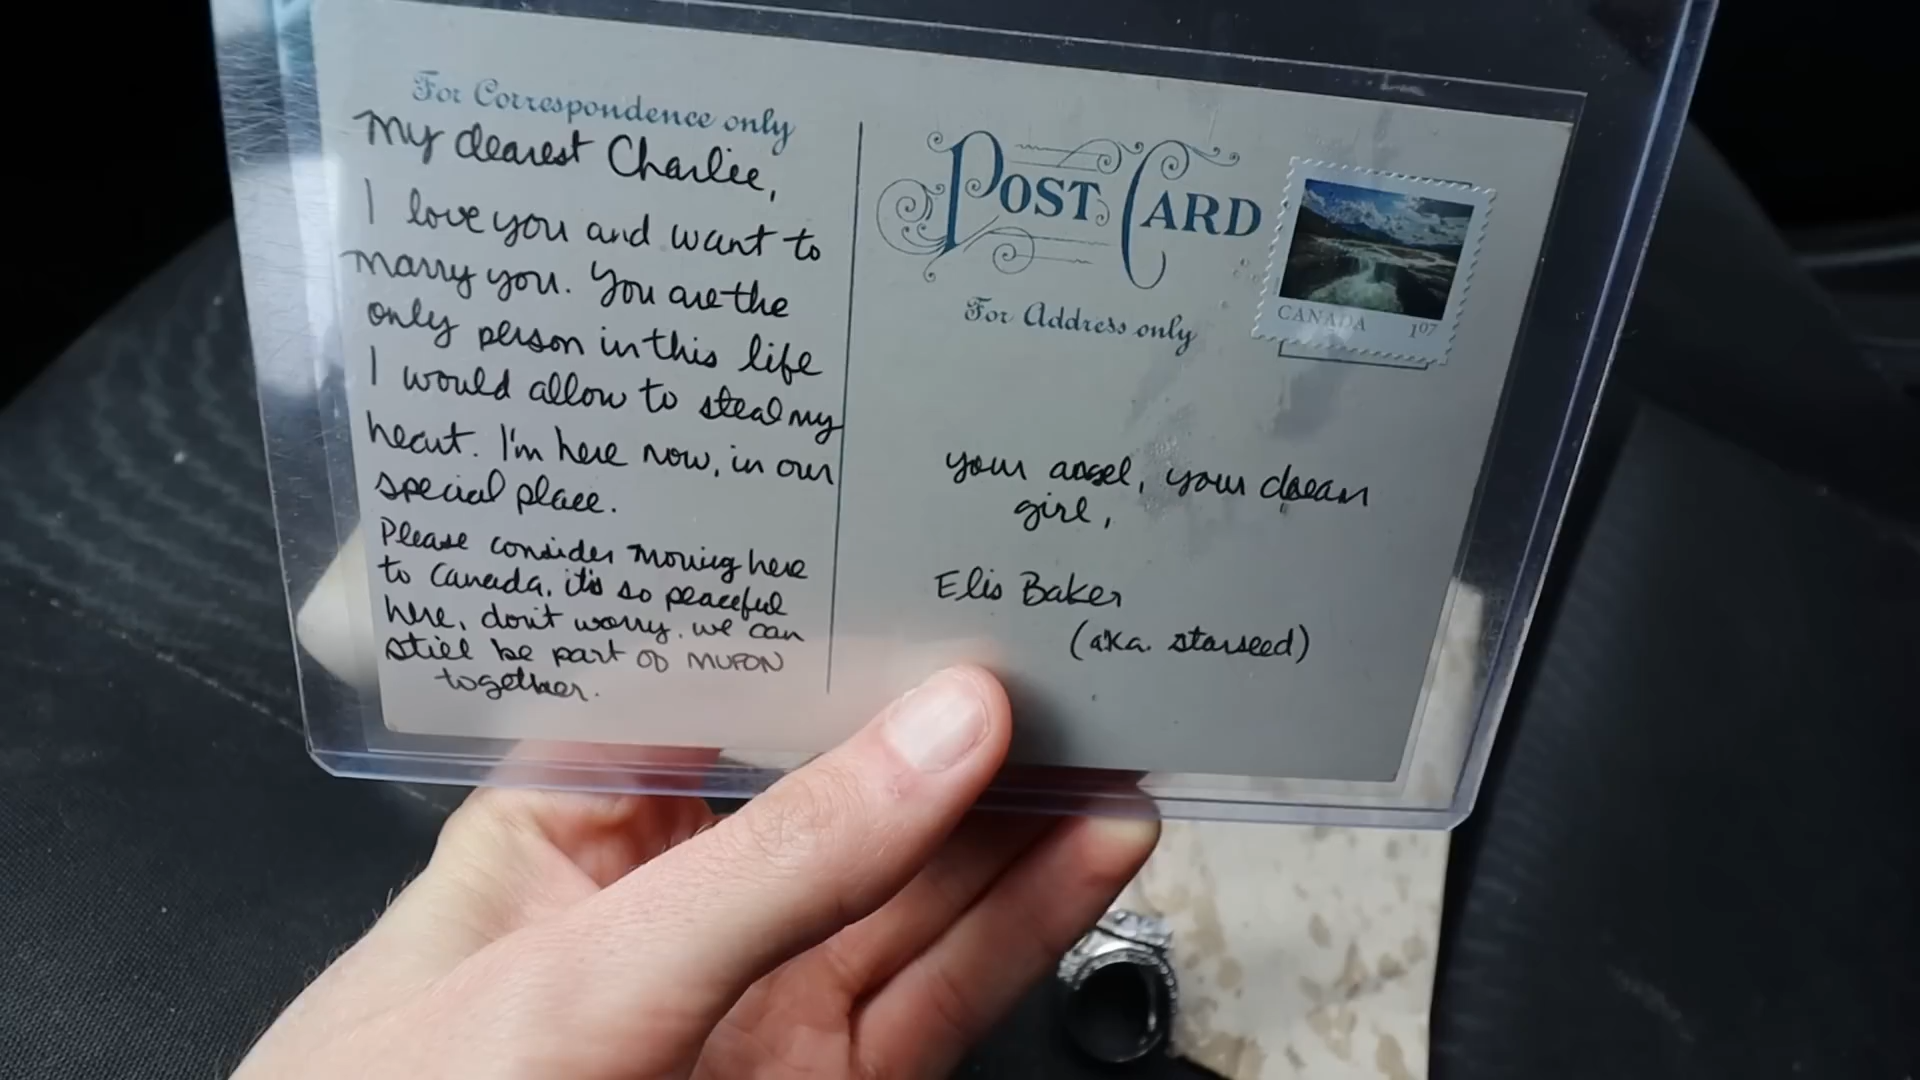 For Correspondence only
My dearest Charlie,
I love you and want to
marry you. You are the
only person in this life
I would allow to steal my
heart. I'm here now, in our
special place.
Please consider moving here
to Canada, it's so peaceful
here, don't worry, we can
still be part of MUFON
together.
POST CARD
For Address only
CANADA 107
your angel, your dream
girl,
Elis Baker
(aka. starseed)